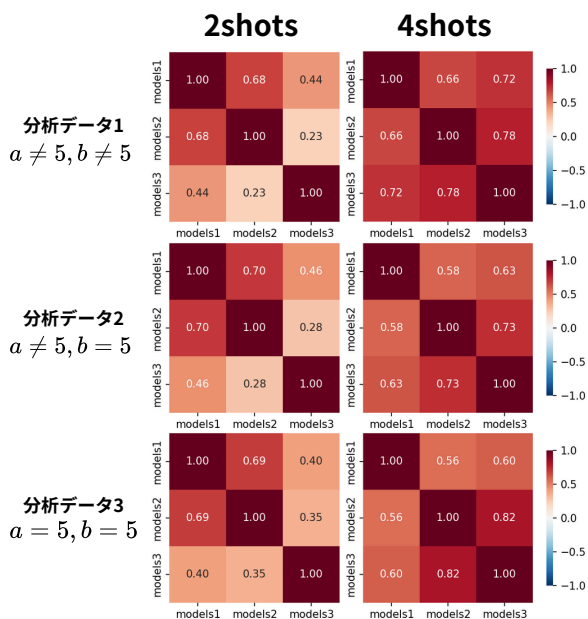 2shots 4shots
分析データ1
a ≠ 5, b ≠ 5
models1 1.00 0.68 0.44
models2 0.68 1.00 0.23
models3 0.44 0.23 1.00
models1 models2 models3
models1 1.00 0.66 0.72
models2 0.66 1.00 0.78
models3 0.72 0.78 1.00
models1 models2 models3
1.0
0.5
0.0
−0.5
−1.0
分析データ2
a ≠ 5, b = 5
models1 1.00 0.70 0.46
models2 0.70 1.00 0.28
models3 0.46 0.28 1.00
models1 models2 models3
models1 1.00 0.58 0.63
models2 0.58 1.00 0.73
models3 0.63 0.73 1.00
models1 models2 models3
1.0
0.5
0.0
−0.5
−1.0
分析データ3
a = 5, b = 5
models1 1.00 0.69 0.40
models2 0.69 1.00 0.35
models3 0.40 0.35 1.00
models1 models2 models3
models1 1.00 0.56 0.60
models2 0.56 1.00 0.82
models3 0.60 0.82 1.00
models1 models2 models3
1.0
0.5
0.0
−0.5
−1.0